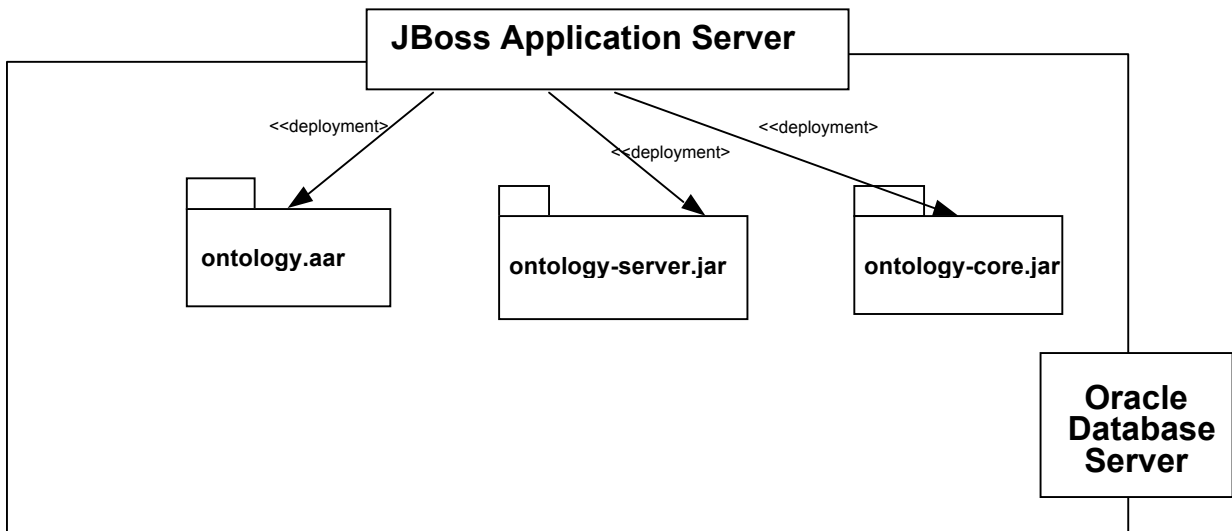 JBoss Application Server
<<deployment>
<<deployment>
<<deployment>
ontology.aar
ontology-server.jar
ontology-core.jar
Oracle
Database
Server